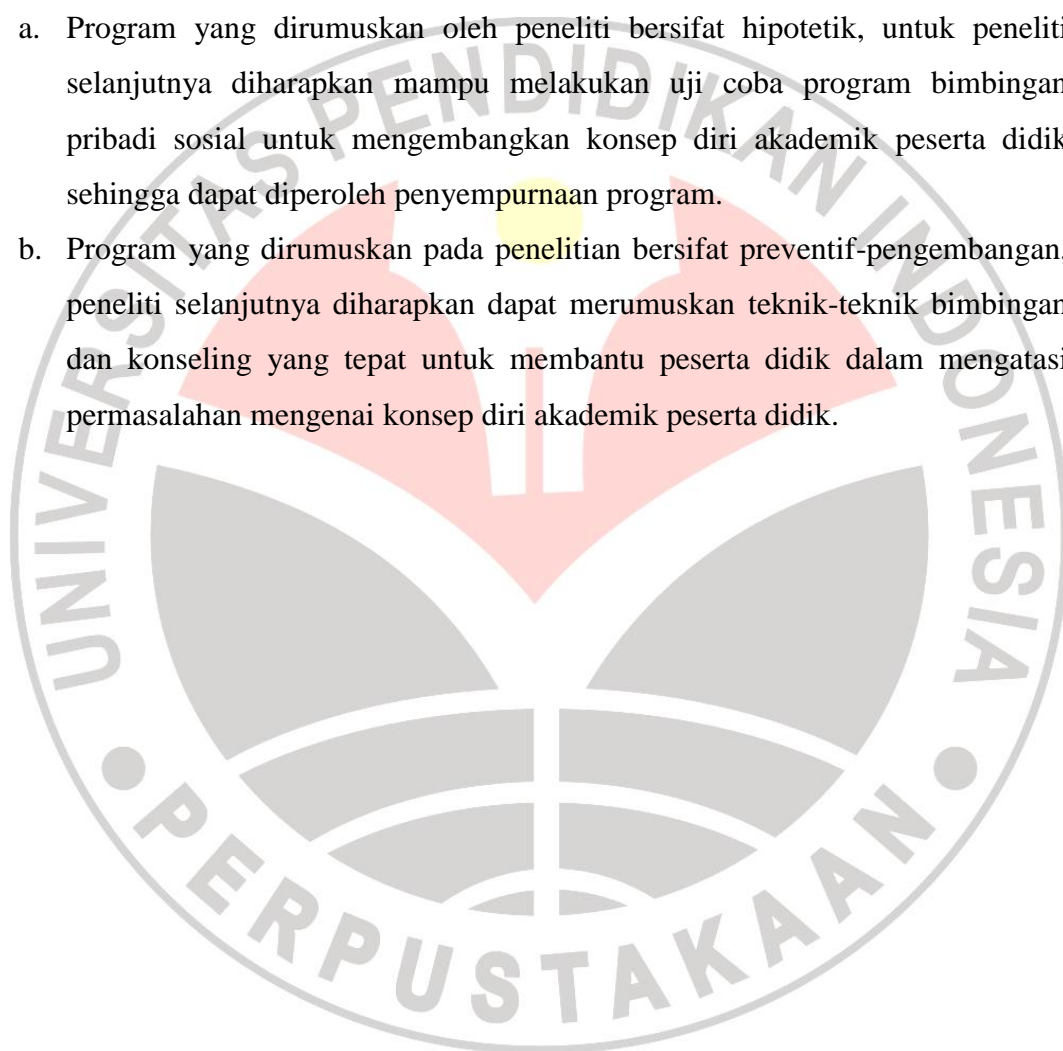 a. Program yang dirumuskan oleh peneliti bersifat hipotetik, untuk peneliti
selanjutnya diharapkan mampu melakukan uji coba program bimbingan
pribadi sosial untuk mengembangkan konsep diri akademik peserta didik
sehingga dapat diperoleh penyempurnaan program.
b. Program yang dirumuskan pada penelitian bersifat preventif-pengembangan,
peneliti selanjutnya diharapkan dapat merumuskan teknik-teknik bimbingan
dan konseling yang tepat untuk membantu peserta didik dalam mengatasi
permasalahan mengenai konsep diri akademik peserta didik.
UNIVERSITAS PENDIDIKAN INDONESIA
PERPUSTAKAAN